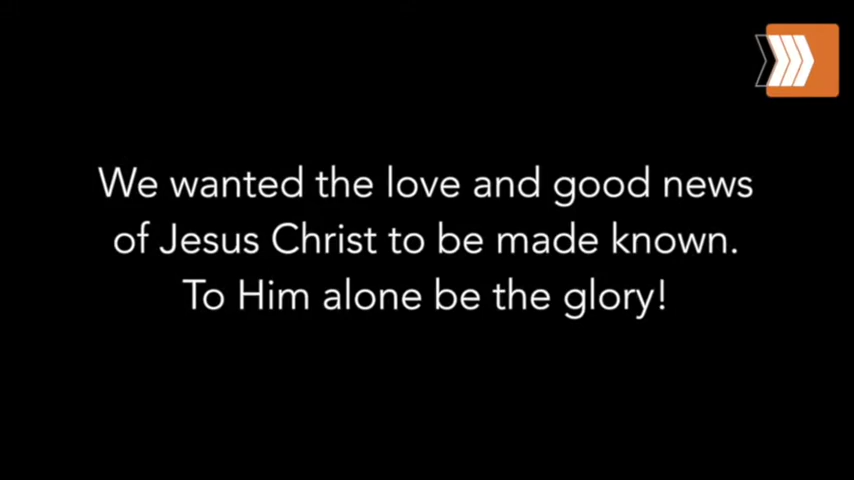 We wanted the love and good news
of Jesus Christ to be made known.
To Him alone be the glory!